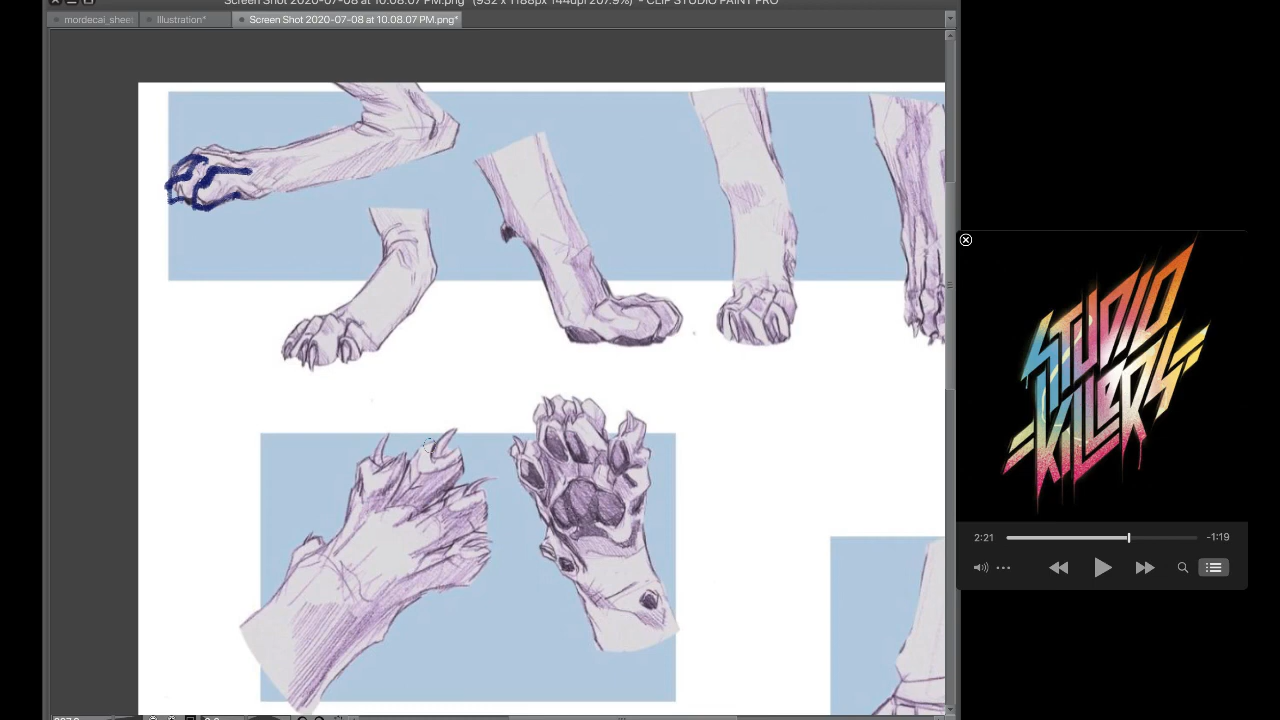 Screen Shot 2020-07-08 at 10.08.07 PM.png* (932 x 1188px 144dpi 207.9%) - CLIP STUDIO PAINT PRO
mordecai_sheet
Illustration*
Screen Shot 2020-07-08 at 10.08.07 PM.png*
STUDIO
KILLERS
2:21
-1:19